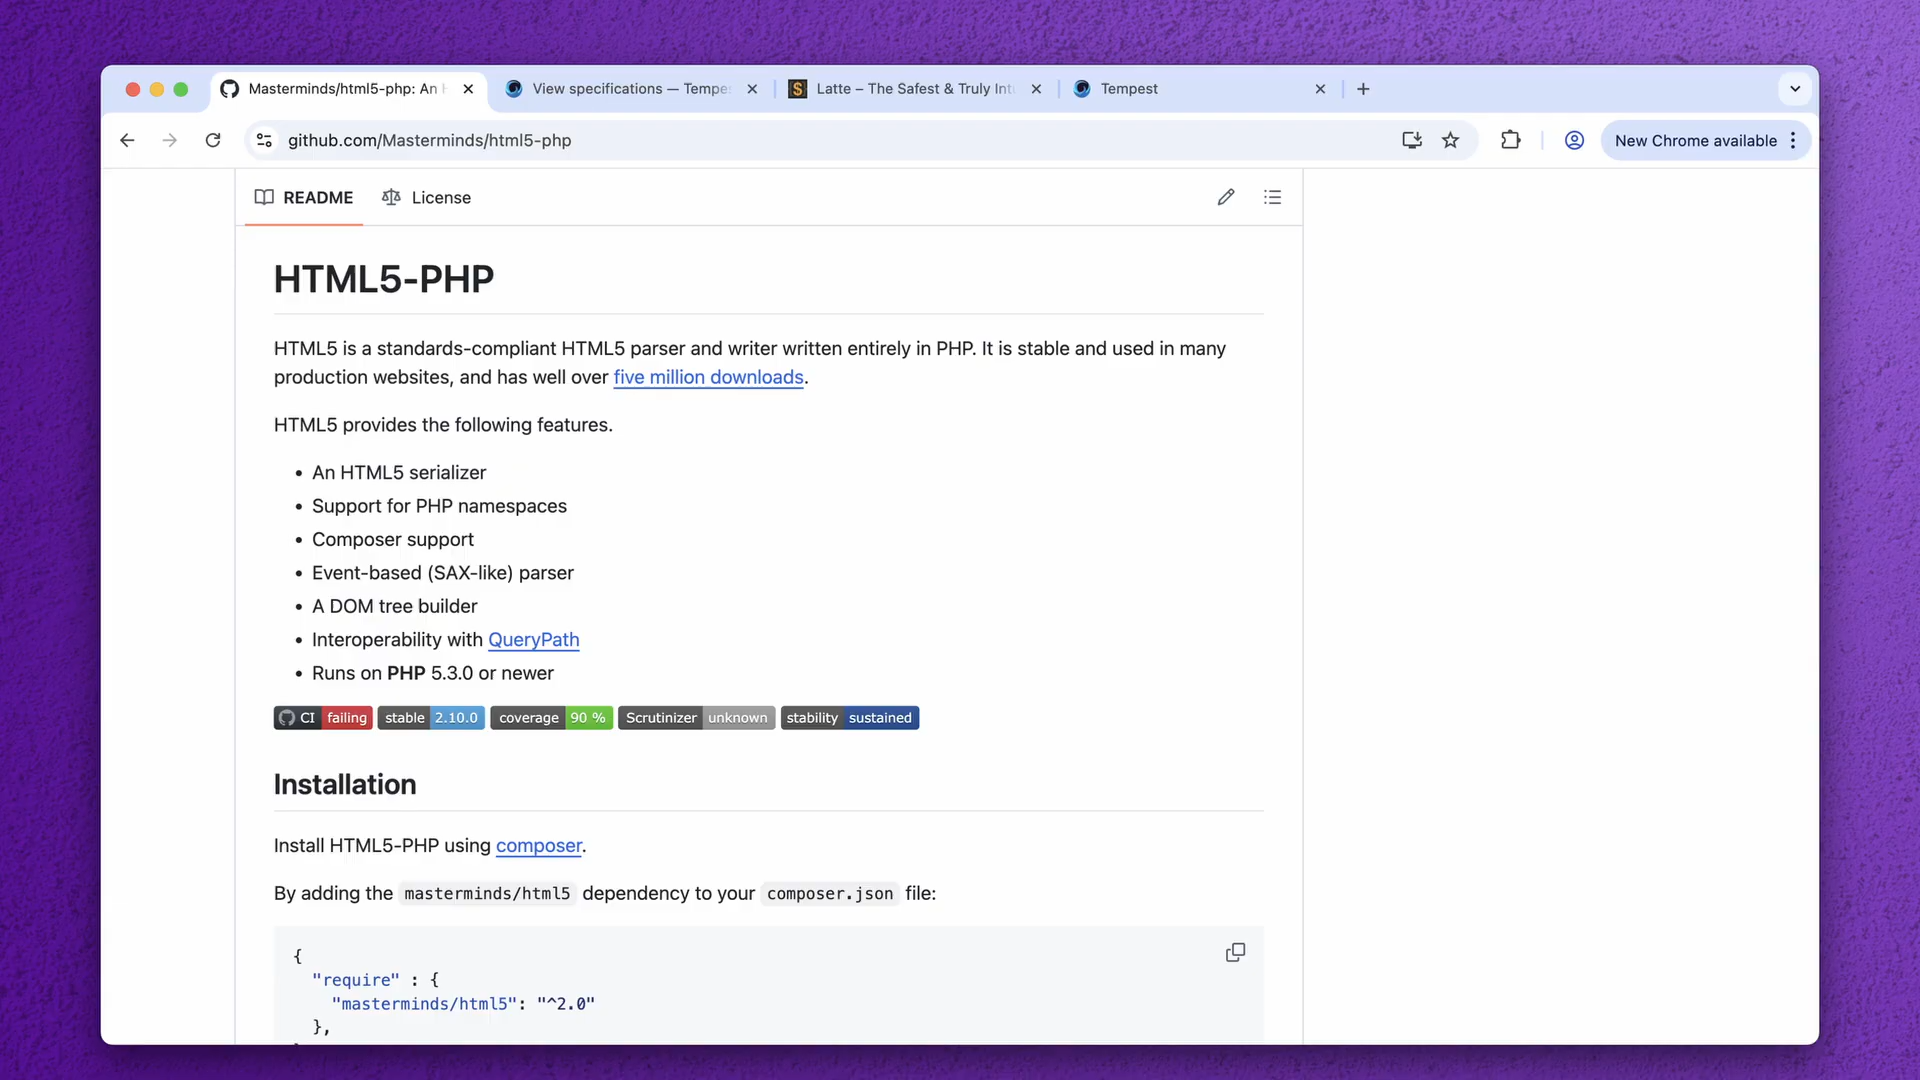 Masterminds/html5-php: An H
View specifications — Tempes
Latte – The Safest & Truly Intu
Tempest
github.com/Masterminds/html5-php
New Chrome available
README
License
HTML5-PHP
HTML5 is a standards-compliant HTML5 parser and writer written entirely in PHP. It is stable and used in many
production websites, and has well over five million downloads.
HTML5 provides the following features.
• An HTML5 serializer
• Support for PHP namespaces
• Composer support
• Event-based (SAX-like) parser
• A DOM tree builder
• Interoperability with QueryPath
• Runs on PHP 5.3.0 or newer
CI failing stable 2.10.0 coverage 90 % Scrutinizer unknown stability sustained
Installation
Install HTML5-PHP using composer.
By adding the masterminds/html5 dependency to your composer.json file:
{
"require" : {
"masterminds/html5": "^2.0"
},